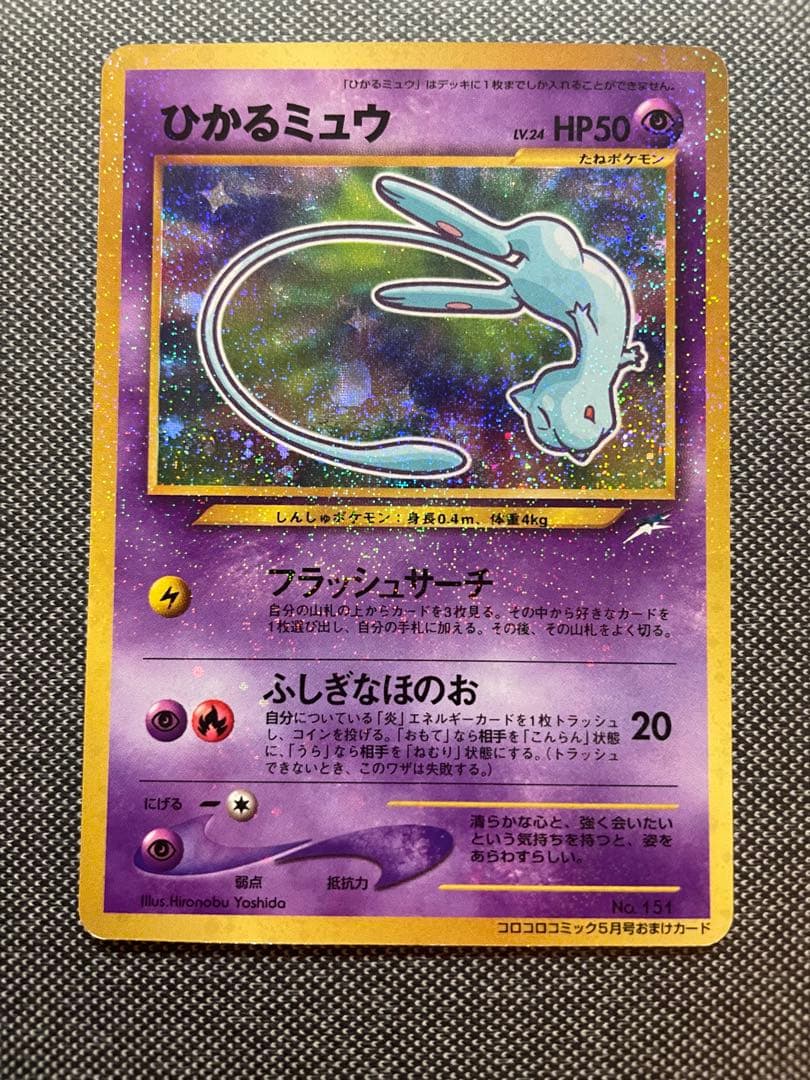 「ひかるミュウ」はデッキに1枚までしか入れることができません。
ひかるミュウ LV.24 HP50
たねポケモン
しんしゅポケモン：身長0.4m、体重4kg
フラッシュサーチ
自分の山札の上からカードを3枚見る。その中から好きなカードを
1枚選び出し、自分の手札に加える。その後、その山札をよく切る。
ふしぎなほのお 20
自分についている「炎」エネルギーカードを1枚トラッシュ
し、コインを投げる。「おもて」なら相手を「こんらん」状態
に、「うら」なら相手を「ねむり」状態にする。（トラッシュ
できないとき、このワザは失敗する。）
にげる
弱点 抵抗力
清らかな心と、強く会いたい
という気持ちを持つと、姿を
あらわすらしい。
Illus.Hironobu Yoshida
No.151
コロコロコミック5月号おまけカード